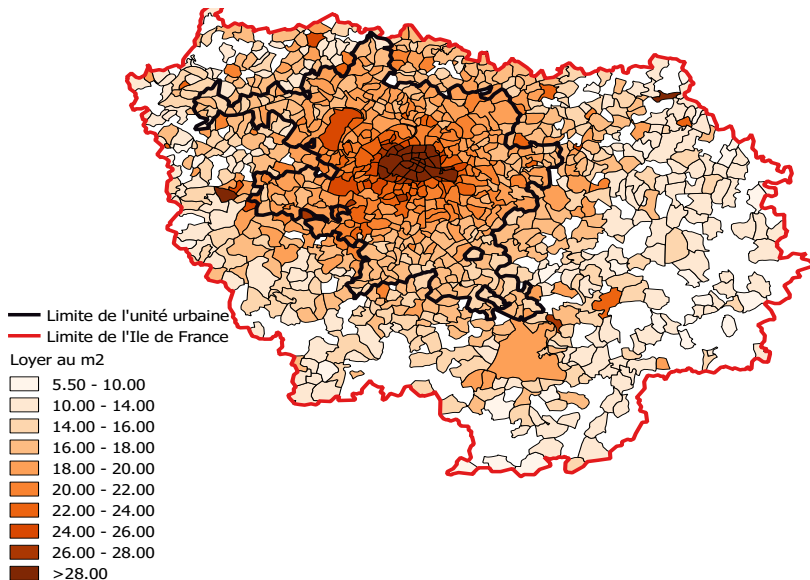 Limite de l'unité urbaine
Limite de l'Ile de France
Loyer au m2
5.50 - 10.00
10.00 - 14.00
14.00 - 16.00
16.00 - 18.00
18.00 - 20.00
20.00 - 22.00
22.00 - 24.00
24.00 - 26.00
26.00 - 28.00
>28.00